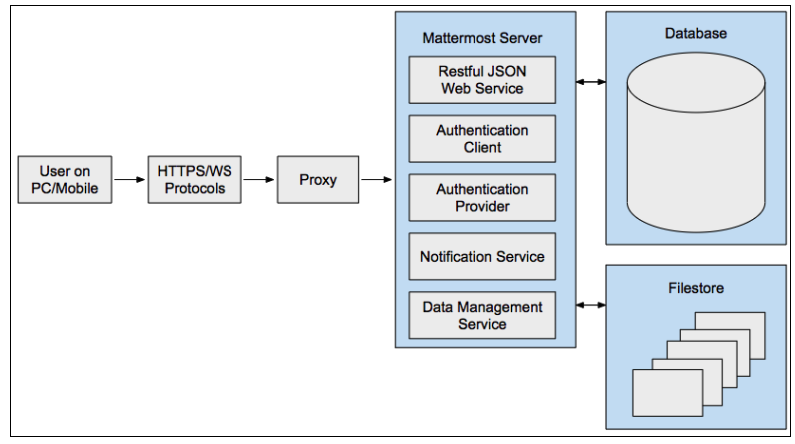 User on
PC/Mobile
HTTPS/WS
Protocols
Proxy
Mattermost Server
Restful JSON
Web Service
Authentication
Client
Authentication
Provider
Notification Service
Data Management
Service
Database
Filestore